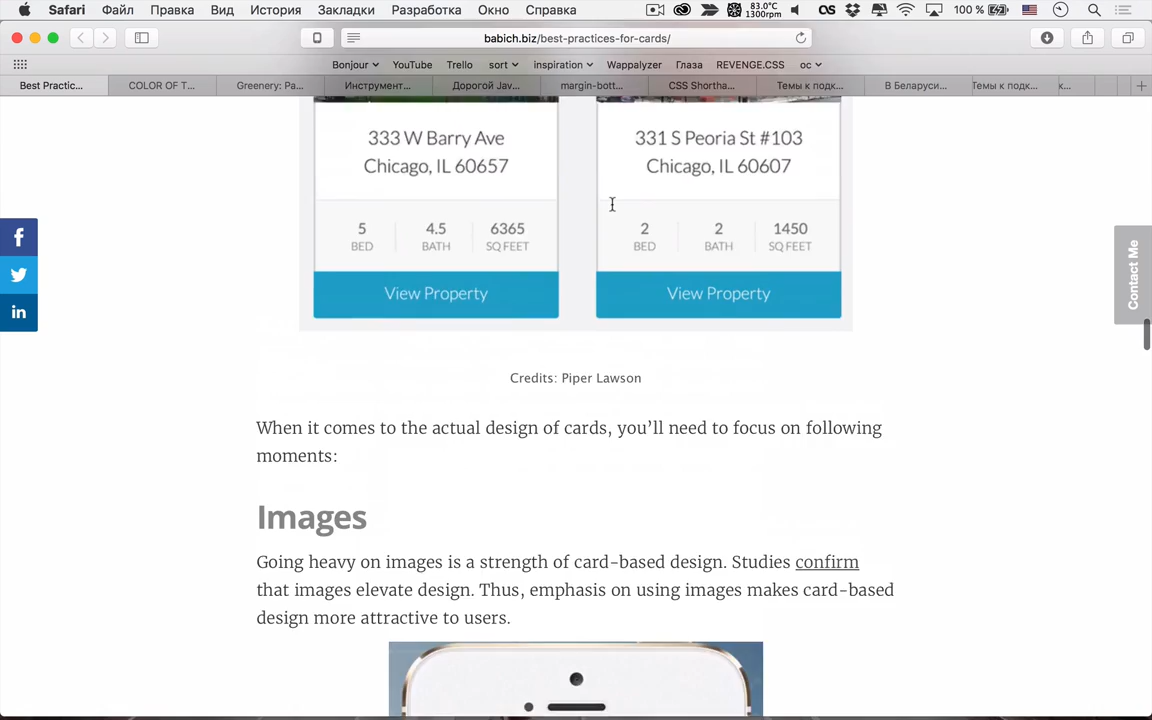 Safari Файл Правка Вид История Закладки Разработка Окно Справка 83.0°C 1300rpm OS 100 %
babich.biz/best-practices-for-cards/
Bonjour YouTube Trello sort inspiration Wappalyzer Глаза REVENGE.CSS ос
Best Practic... COLOR OF T... Greenery: Pa... Инструмент... Дорогой Jav... margin-bott... CSS Shortha... Темы к подк... В Беларуси... Темы к подк... к...
333 W Barry Ave
Chicago, IL 60657
5 4.5 6365
BED BATH SQ FEET
View Property
331 S Peoria St #103
Chicago, IL 60607
2 2 1450
BED BATH SQ FEET
View Property
f
in
Contact Me
Credits: Piper Lawson
When it comes to the actual design of cards, you’ll need to focus on following
moments:
Images
Going heavy on images is a strength of card-based design. Studies confirm
that images elevate design. Thus, emphasis on using images makes card-based
design more attractive to users.